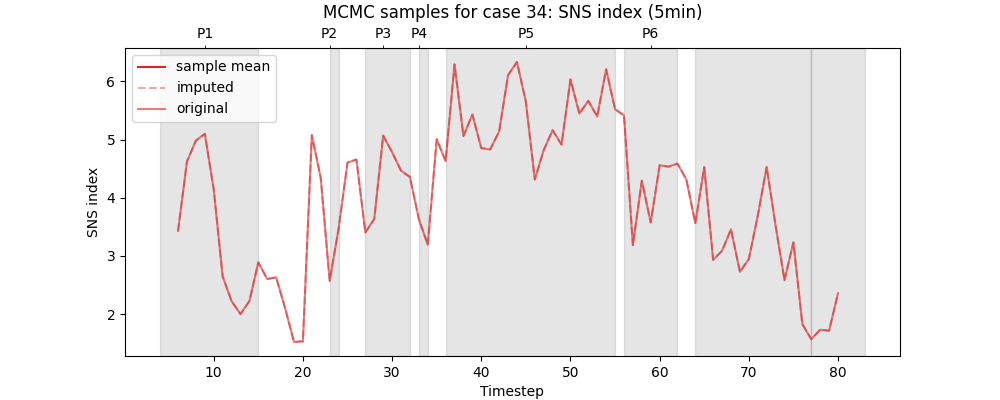 MCMC samples for case 34: SNS index (5min)
P1 P2 P3 P4 P5 P6
sample mean
imputed
original
6
5
4
3
2
SNS index
10 20 30 40 50 60 70 80
Timestep